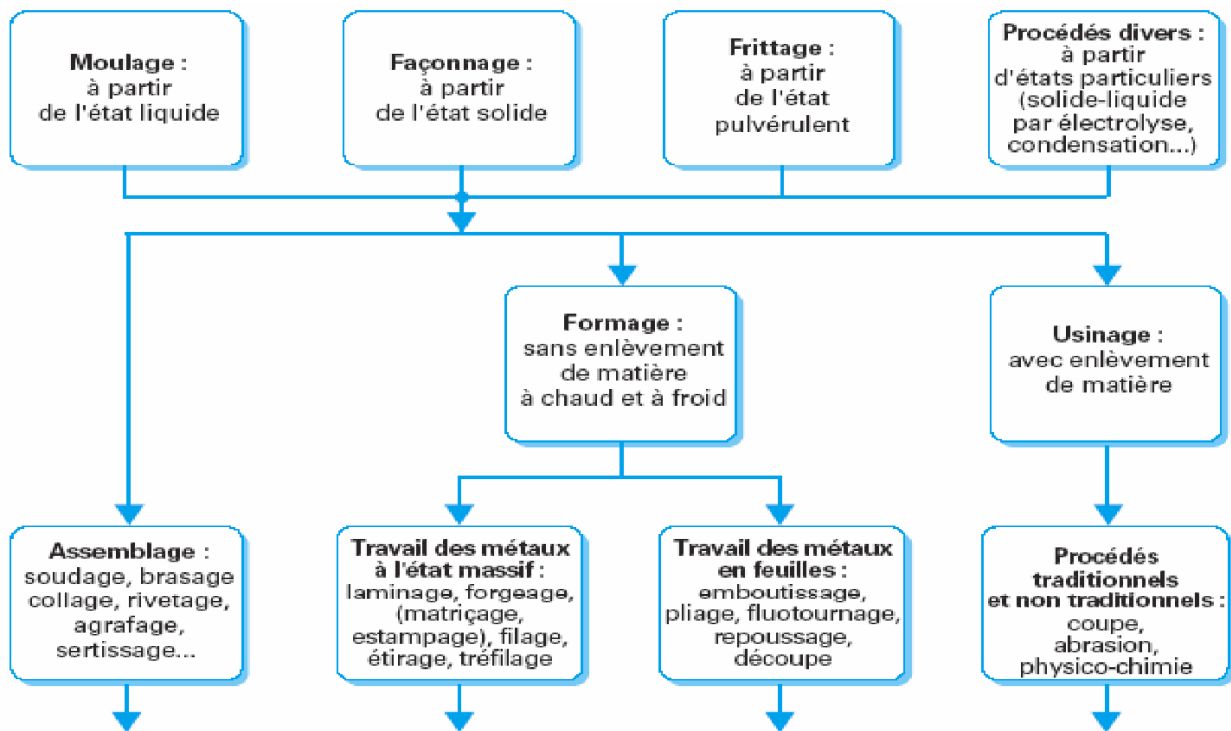 Moulage :
à partir
de l'état liquide
Façonnage :
à partir
de l'état solide
Frittage :
à partir
de l'état
pulvérulent
Procédés divers :
à partir
d'états particuliers
(solide-liquide
par électrolyse,
condensation...)
Formage :
sans enlèvement
de matière
à chaud et à froid
Usinage :
avec enlèvement
de matière
Assemblage :
soudage, brasage
collage, rivetage,
agrafage,
sertissage...
Travail des métaux
à l'état massif :
laminage, forgeage,
(matriçage,
estampage), filage,
étirage, tréfilage
Travail des métaux
en feuilles :
emboutissage,
pliage, fluotournage,
repoussage,
découpe
Procédés
traditionnels
et non traditionnels :
coupe,
abrasion,
physico-chimie